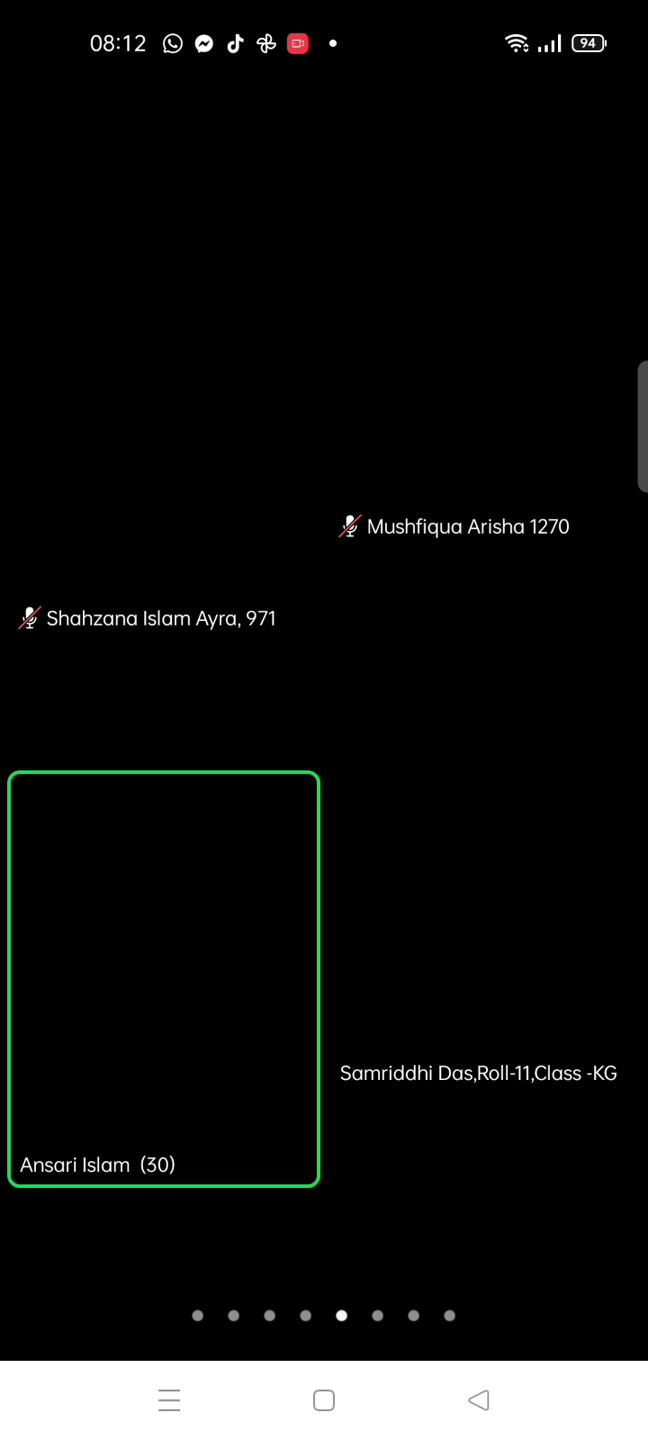 08:12
94
Mushfiqua Arisha 1270
Shahzana Islam Ayra, 971
Samriddhi Das,Roll-11,Class -KG
Ansari Islam (30)